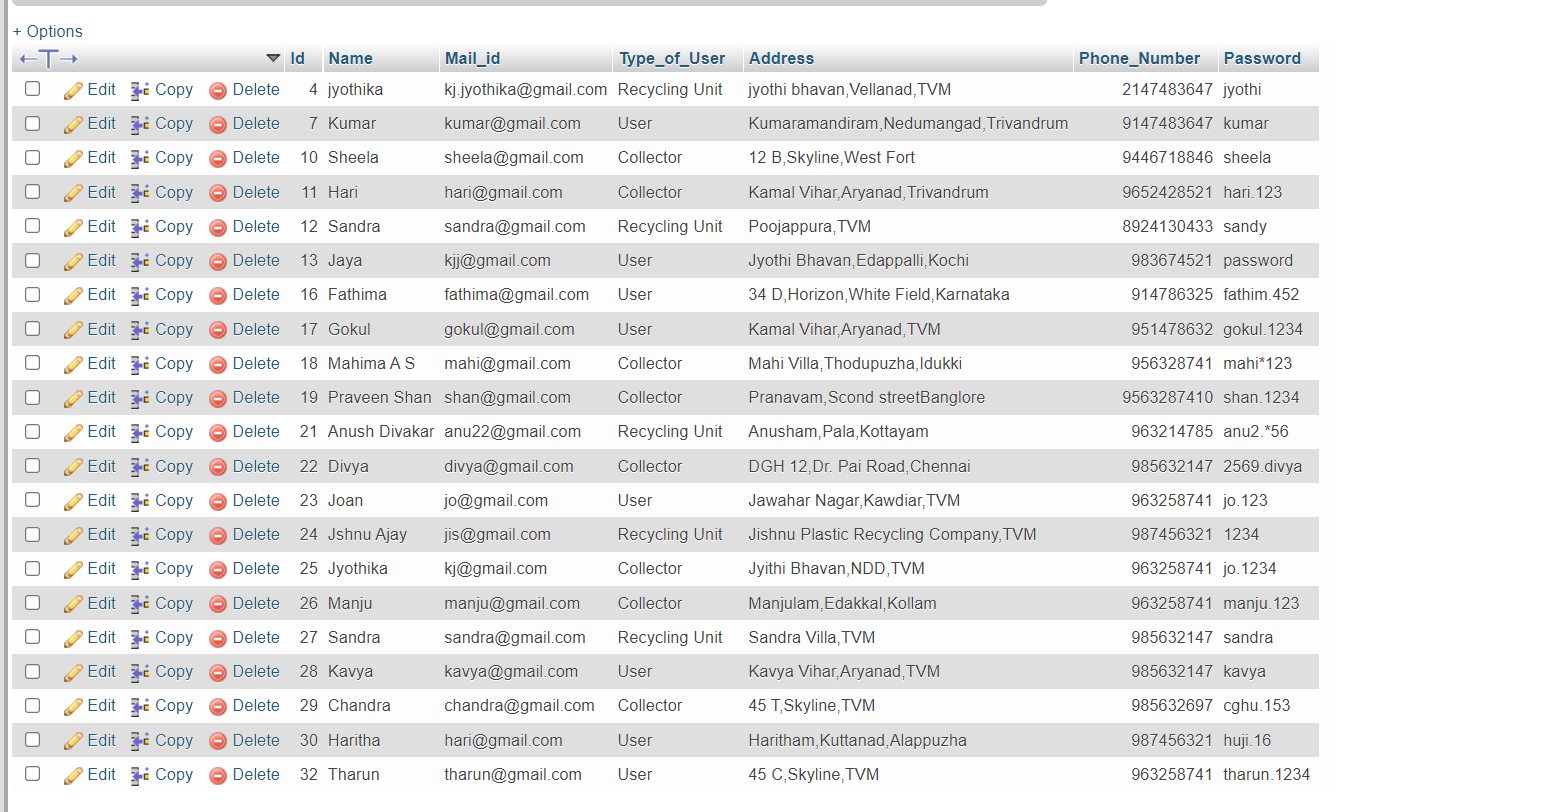 + Options
←T→ Id Name Mail_id Type_of_User Address Phone_Number Password
Edit Copy Delete 4 jyothika kj.jyothika@gmail.com Recycling Unit jyothi bhavan,Vellanad,TVM 2147483647 jyothi
Edit Copy Delete 7 Kumar kumar@gmail.com User Kumaramandiram,Nedumangad,Trivandrum 9147483647 kumar
Edit Copy Delete 10 Sheela sheela@gmail.com Collector 12 B,Skyline,West Fort 9446718846 sheela
Edit Copy Delete 11 Hari hari@gmail.com Collector Kamal Vihar,Aryanad,Trivandrum 9652428521 hari.123
Edit Copy Delete 12 Sandra sandra@gmail.com Recycling Unit Poojappura,TVM 8924130433 sandy
Edit Copy Delete 13 Jaya kjj@gmail.com User Jyothi Bhavan,Edappalli,Kochi 983674521 password
Edit Copy Delete 16 Fathima fathima@gmail.com User 34 D,Horizon,White Field,Karnataka 914786325 fathim.452
Edit Copy Delete 17 Gokul gokul@gmail.com User Kamal Vihar,Aryanad,TVM 951478632 gokul.1234
Edit Copy Delete 18 Mahima A S mahi@gmail.com Collector Mahi Villa,Thodupuzha,Idukki 956328741 mahi*123
Edit Copy Delete 19 Praveen Shan shan@gmail.com Collector Pranavam,Scond streetBanglore 9563287410 shan.1234
Edit Copy Delete 21 Anush Divakar anu22@gmail.com Recycling Unit Anusham,Pala,Kottayam 963214785 anu2.*56
Edit Copy Delete 22 Divya divya@gmail.com Collector DGH 12,Dr. Pai Road,Chennai 985632147 2569.divya
Edit Copy Delete 23 Joan jo@gmail.com User Jawahar Nagar,Kawdiar,TVM 963258741 jo.123
Edit Copy Delete 24 Jshnu Ajay jis@gmail.com Recycling Unit Jishnu Plastic Recycling Company,TVM 987456321 1234
Edit Copy Delete 25 Jyothika kj@gmail.com Collector Jyithi Bhavan,NDD,TVM 963258741 jo.1234
Edit Copy Delete 26 Manju manju@gmail.com Collector Manjulam,Edakkal,Kollam 963258741 manju.123
Edit Copy Delete 27 Sandra sandra@gmail.com Recycling Unit Sandra Villa,TVM 985632147 sandra
Edit Copy Delete 28 Kavya kavya@gmail.com User Kavya Vihar,Aryanad,TVM 985632147 kavya
Edit Copy Delete 29 Chandra chandra@gmail.com Collector 45 T,Skyline,TVM 985632697 cghu.153
Edit Copy Delete 30 Haritha hari@gmail.com User Haritham,Kuttanad,Alappuzha 987456321 huji.16
Edit Copy Delete 32 Tharun tharun@gmail.com User 45 C,Skyline,TVM 963258741 tharun.1234